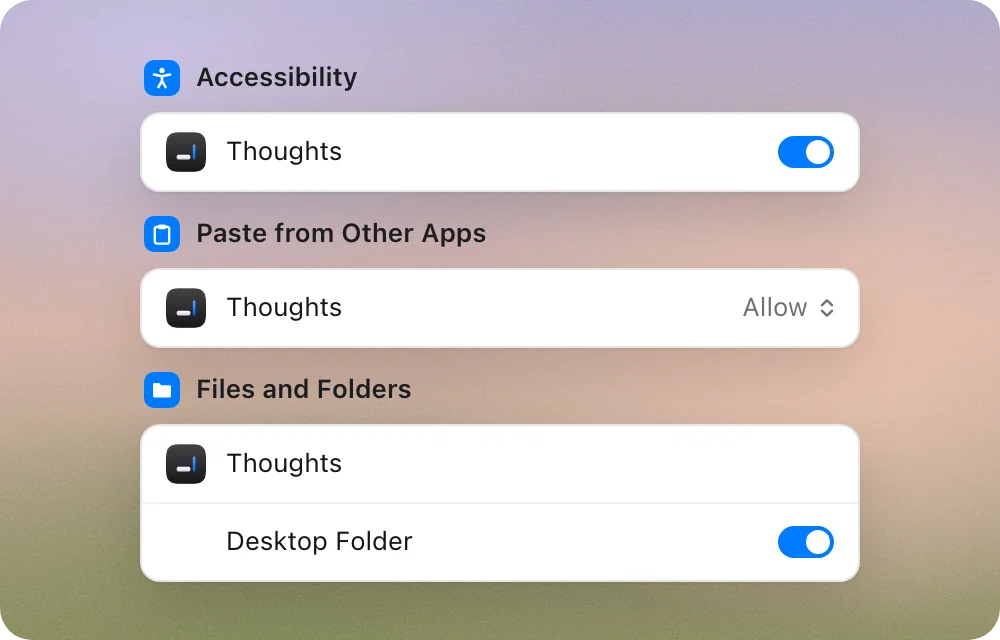 Accessibility
Thoughts
Paste from Other Apps
Thoughts Allow
Files and Folders
Thoughts
Desktop Folder